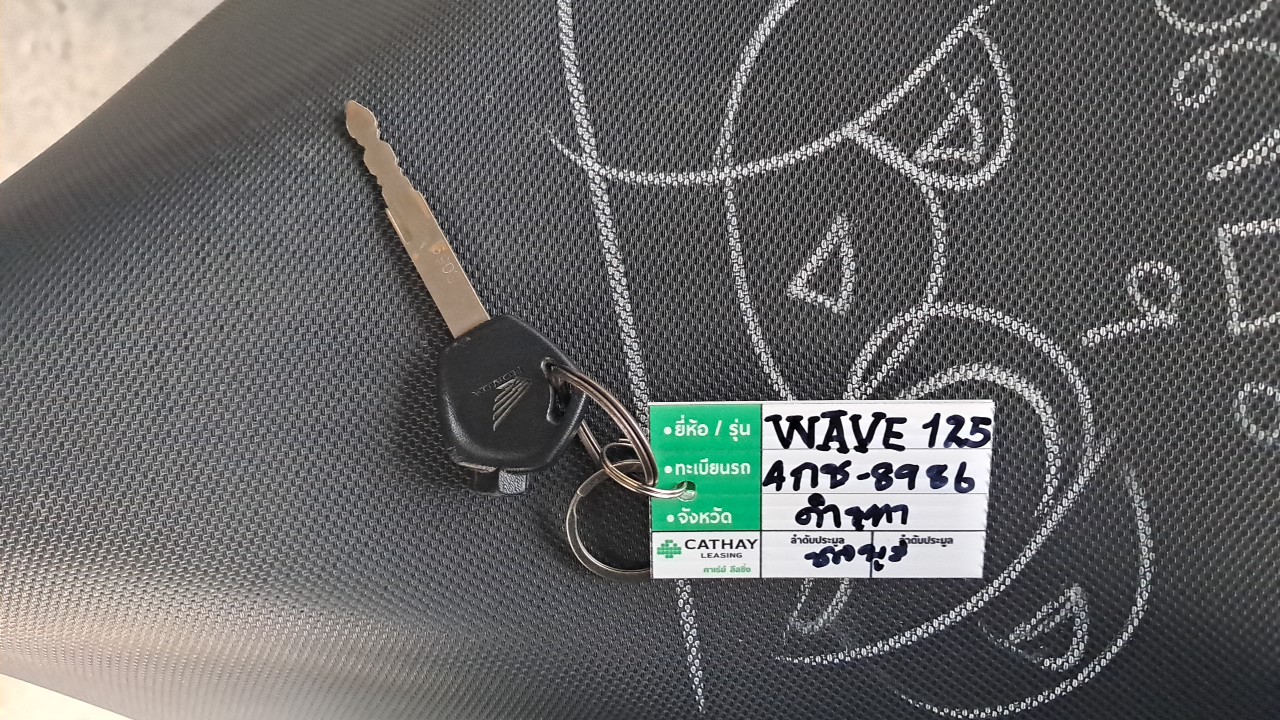 HONDA
• ยี่ห้อ / รุ่น WAVE 125
• ทะเบียนรถ 4กช-8986
• จังหวัด
CATHAY
LEASING
คาเธ่ย์ ลีสซิ่ง
ลำดับประมูล ลำดับประมูล